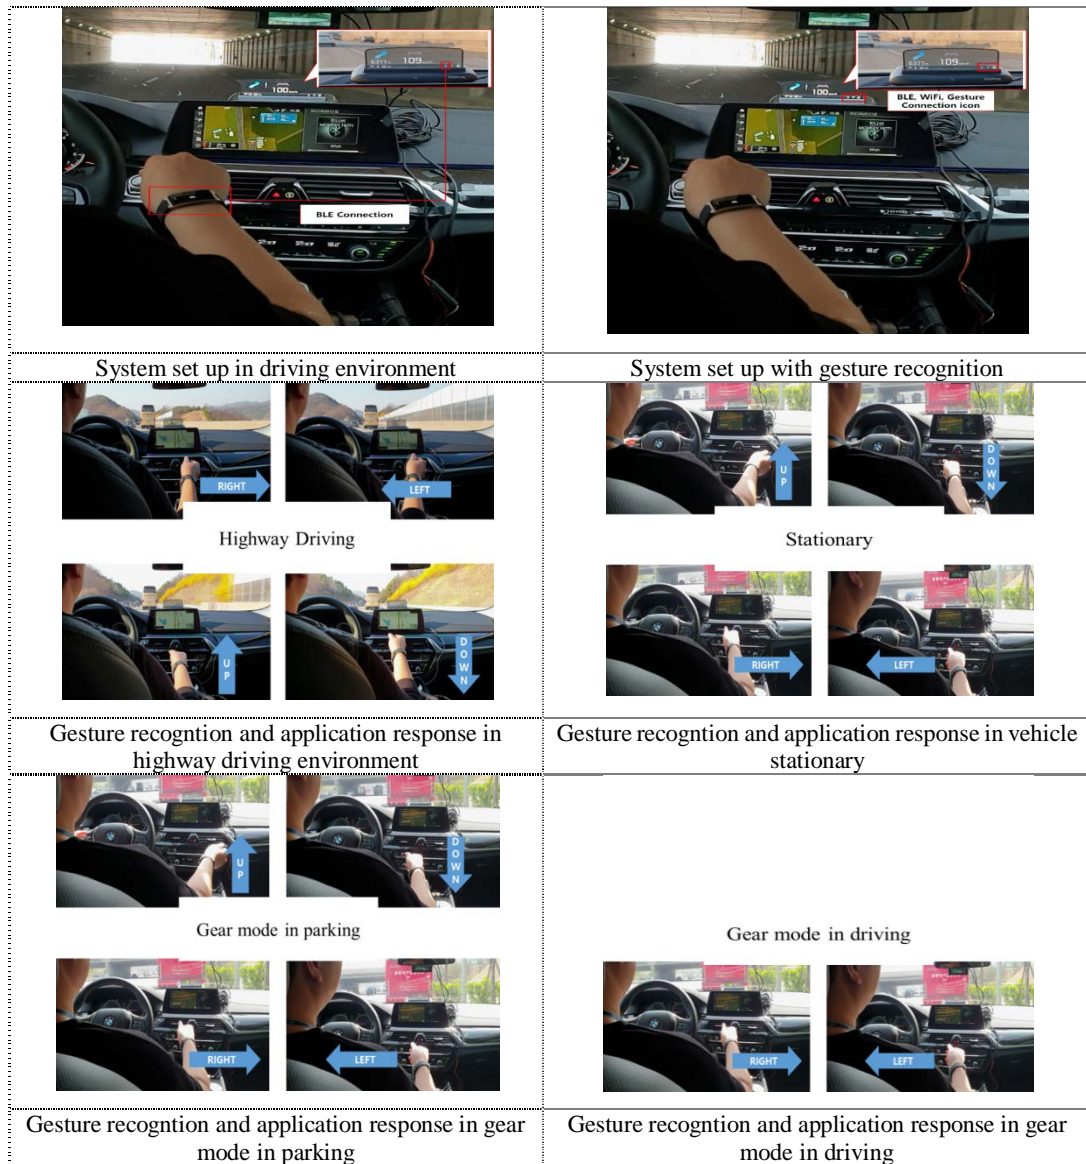 109
100
BLE Connection
System set up in driving environment
109
100
BLE, WiFi, Gesture
Connection icon
System set up with gesture recognition
RIGHT
LEFT
Highway Driving
UP
DOWN
Gesture recogntion and application response in
highway driving environment
UP
DOWN
Stationary
RIGHT
LEFT
Gesture recogntion and application response in vehicle
stationary
UP
DOWN
Gear mode in parking
RIGHT
LEFT
Gesture recogntion and application response in gear
mode in parking
Gear mode in driving
RIGHT
LEFT
Gesture recogntion and application response in gear
mode in driving